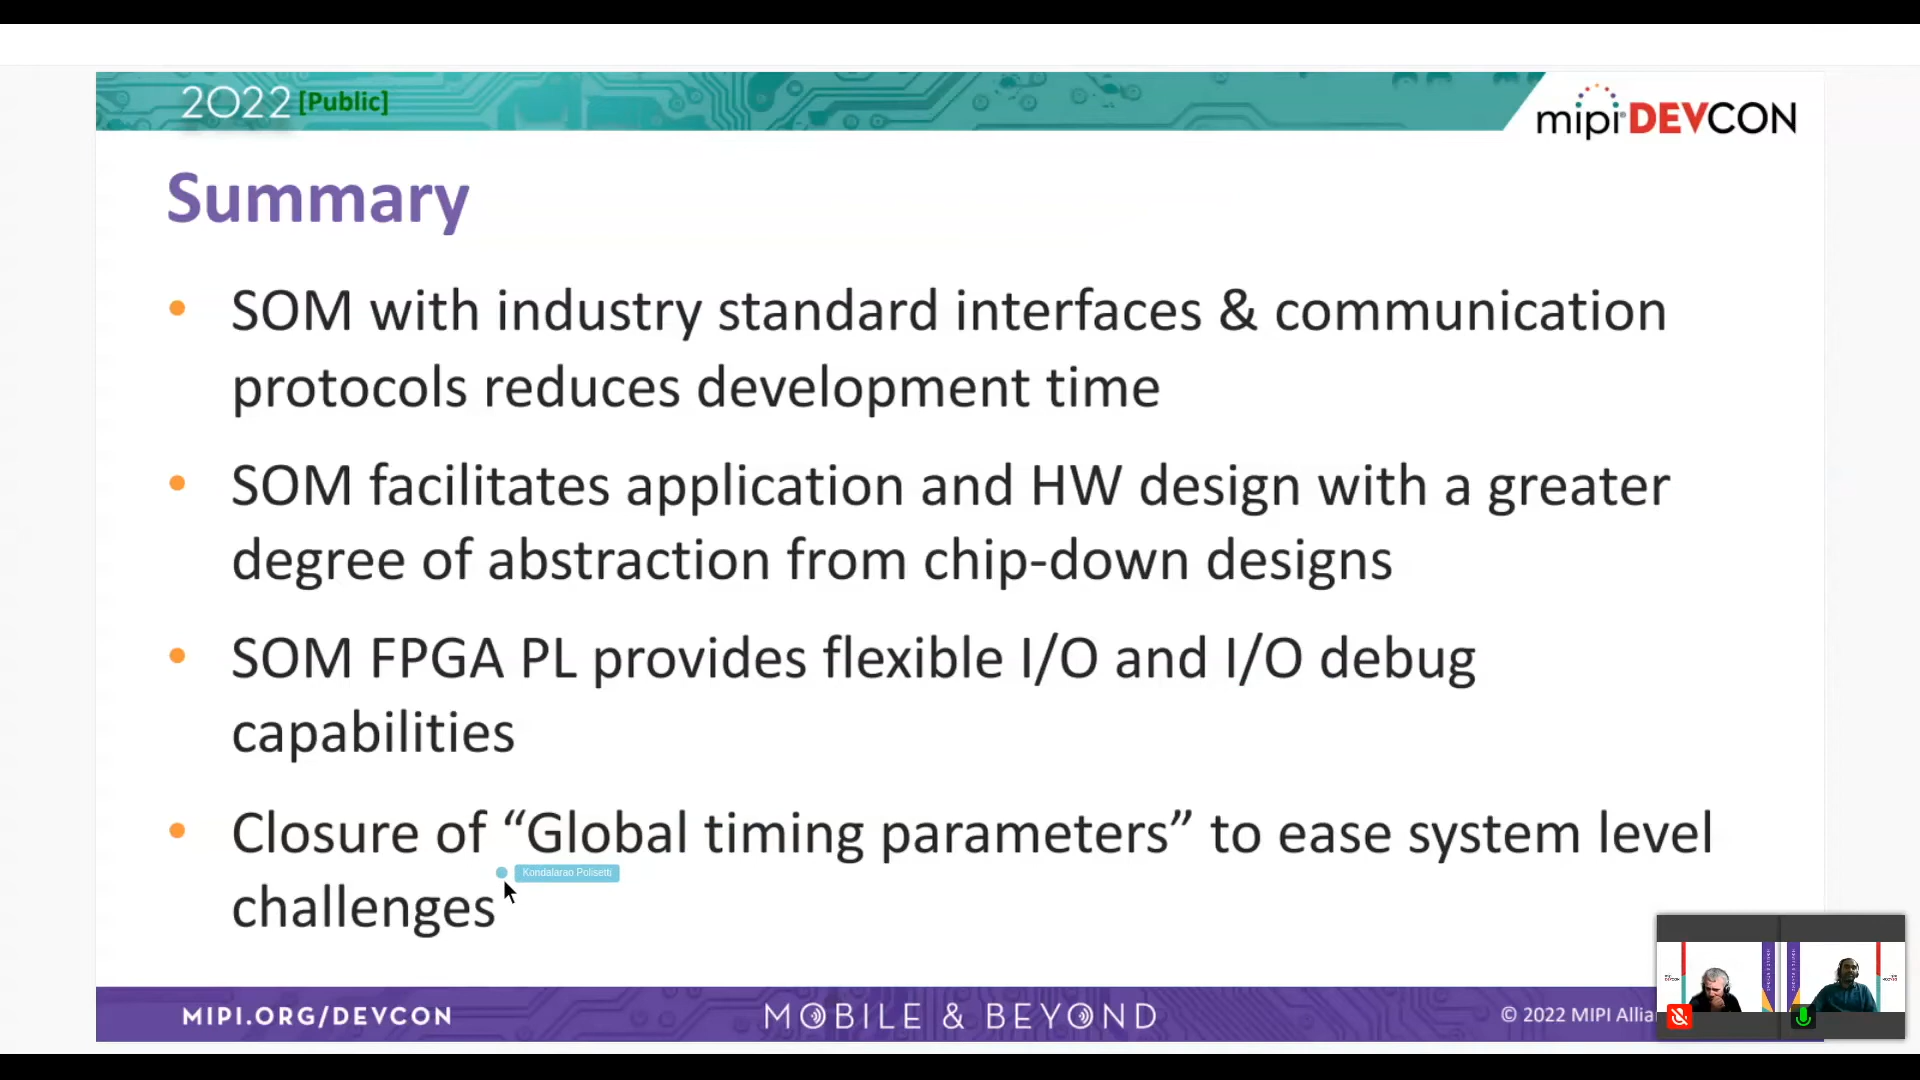 2022 [Public]
mipi® DEVCON
Summary
• SOM with industry standard interfaces & communication
protocols reduces development time
• SOM facilitates application and HW design with a greater
degree of abstraction from chip-down designs
• SOM FPGA PL provides flexible I/O and I/O debug
capabilities
• Closure of “Global timing parameters” to ease system level
Kondalarao Polisetti
challenges
MIPI.ORG/DEVCON
MOBILE & BEYOND
© 2022 MIPI Allia